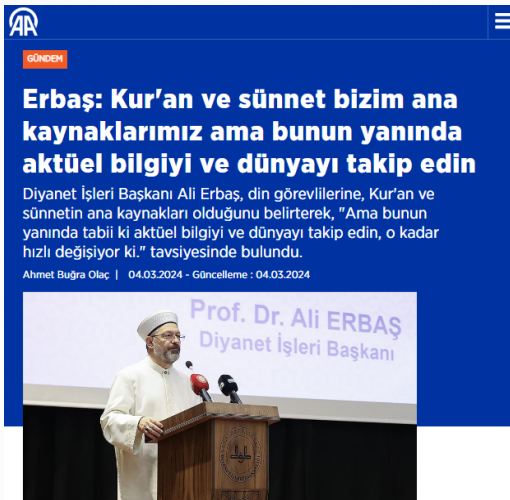 AA
GÜNDEM
Erbaş: Kur'an ve sünnet bizim ana
kaynaklarımız ama bunun yanında
aktüel bilgiyi ve dünyayı takip edin
Diyanet İşleri Başkanı Ali Erbaş, din görevlilerine, Kur'an ve
sünnetin ana kaynakları olduğunu belirterek, "Ama bunun
yanında tabii ki aktüel bilgiyi ve dünyayı takip edin, o kadar
hızlı değişiyor ki." tavsiyesinde bulundu.
Ahmet Buğra Olaç | 04.03.2024 - Güncelleme : 04.03.2024
Prof. Dr. Ali ERBAŞ
Diyanet İşleri Başkanı